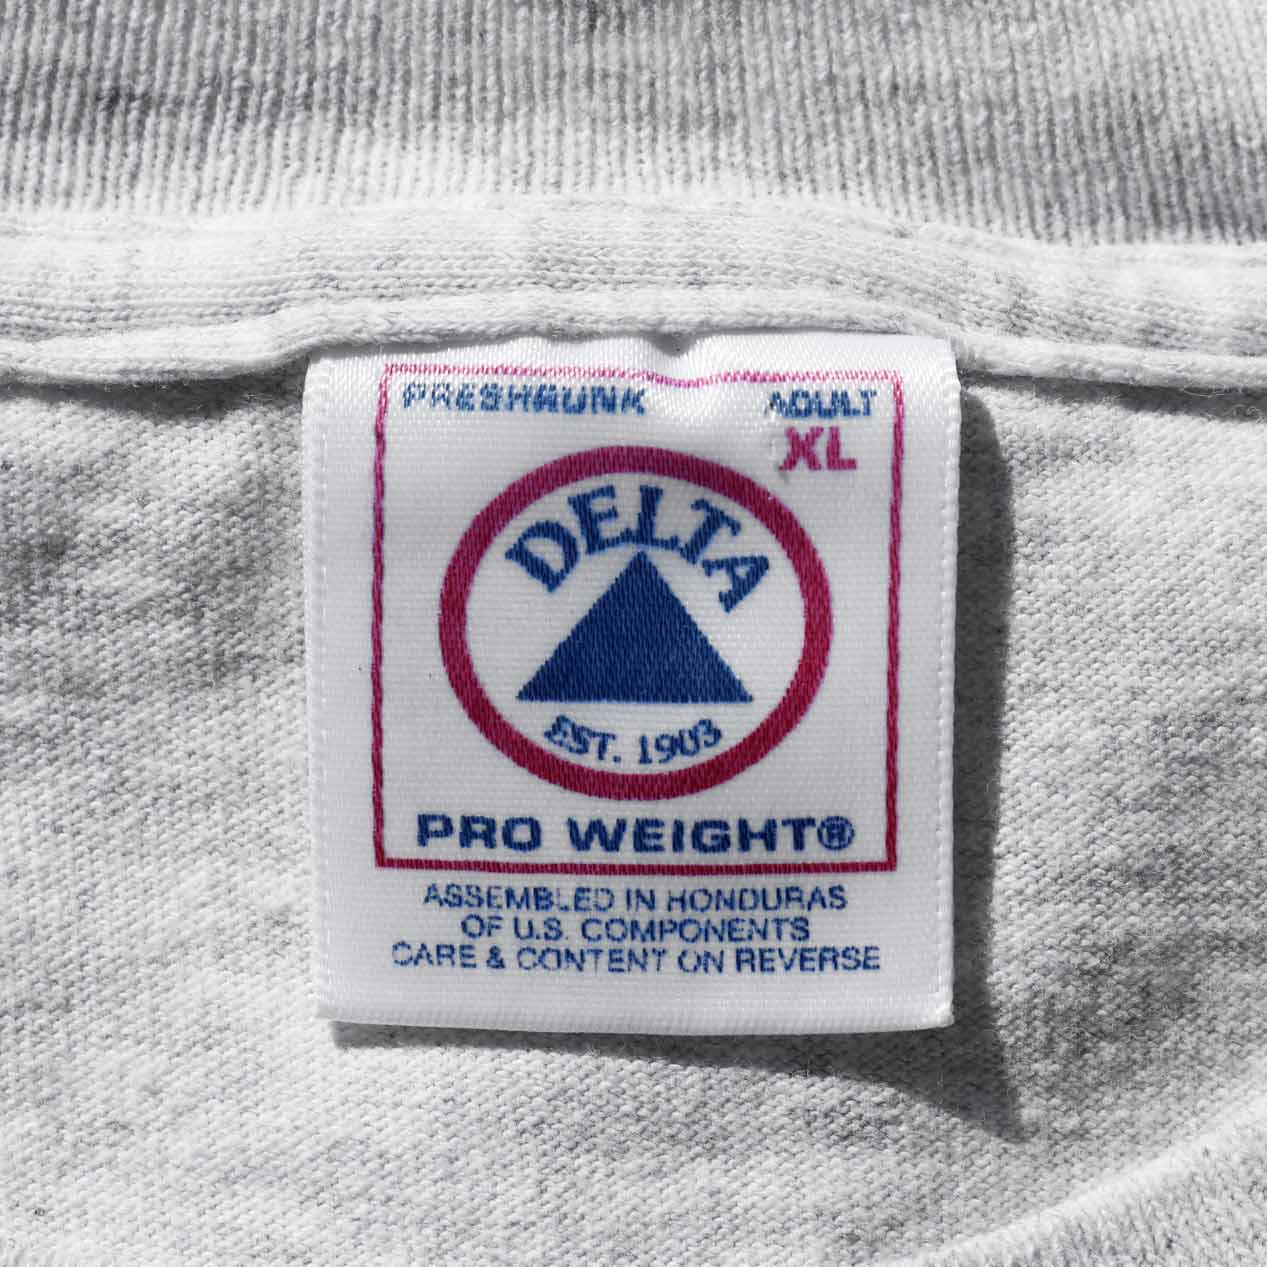 PRESHRUNK ADULT
XL
DELTA
EST. 1903
PRO WEIGHT®
ASSEMBLED IN HONDURAS
OF U.S. COMPONENTS
CARE & CONTENT ON REVERSE